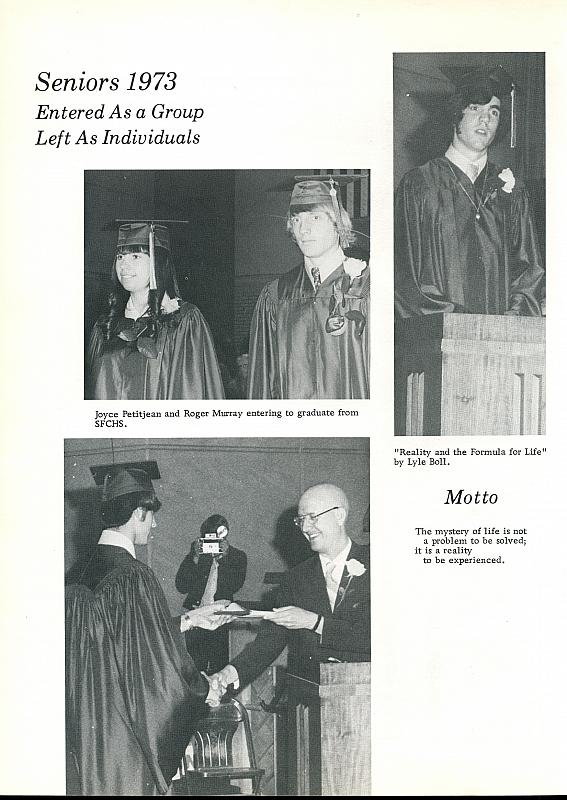 Seniors 1973
Entered As a Group
Left As Individuals
Joyce Petitjean and Roger Murray entering to graduate from
SFCHS.
"Reality and the Formula for Life"
by Lyle Boll.
Motto
The mystery of life is not
a problem to be solved;
it is a reality
to be experienced.